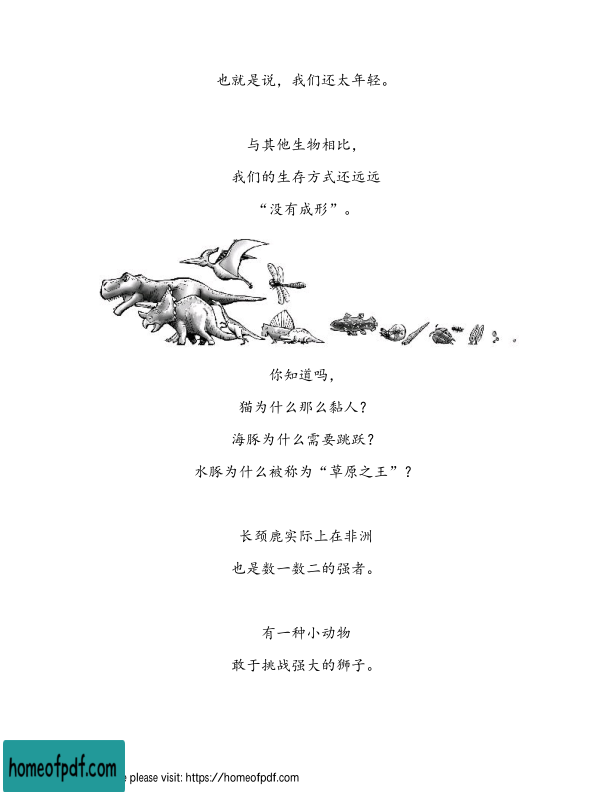 也就是说，我们还太年轻。
与其他生物相比，
我们的生存方式还远远
“没有成形”。
你知道吗，
猫为什么那么黏人？
海豚为什么需要跳跃？
水豚为什么被称为“草原之王”？
长颈鹿实际上在非洲
也是数一数二的强者。
有一种小动物
敢于挑战强大的狮子。
homeofpdf.com
e please visit: https://homeofpdf.com